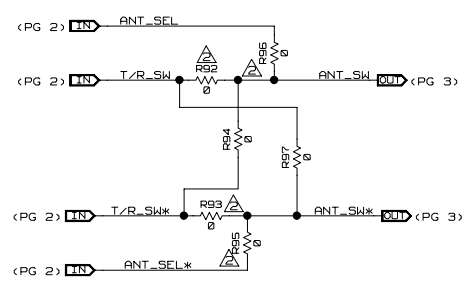 (PG 2) IN ANT_SEL
R96 0
2 2
(PG 2) IN T/R_SW R92 0 ANT_SW OUT (PG 3)
R94 0
R97 0
(PG 2) IN T/R_SW* R93 0 2 ANT_SW* OUT (PG 3)
R95 0
2
(PG 2) IN ANT_SEL*